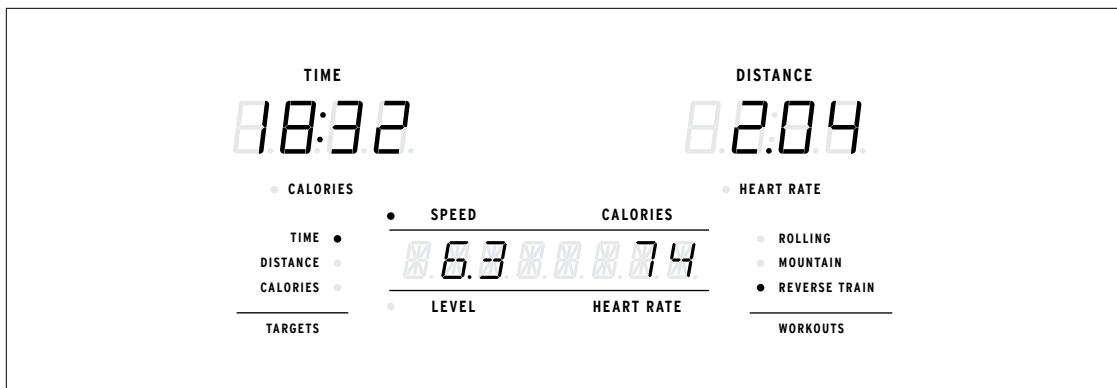 TIME
DISTANCE
18:32
2.04
CALORIES
HEART RATE
SPEED CALORIES
TIME
DISTANCE
CALORIES
TARGETS
6.3 74
LEVEL HEART RATE
ROLLING
MOUNTAIN
REVERSE TRAIN
WORKOUTS